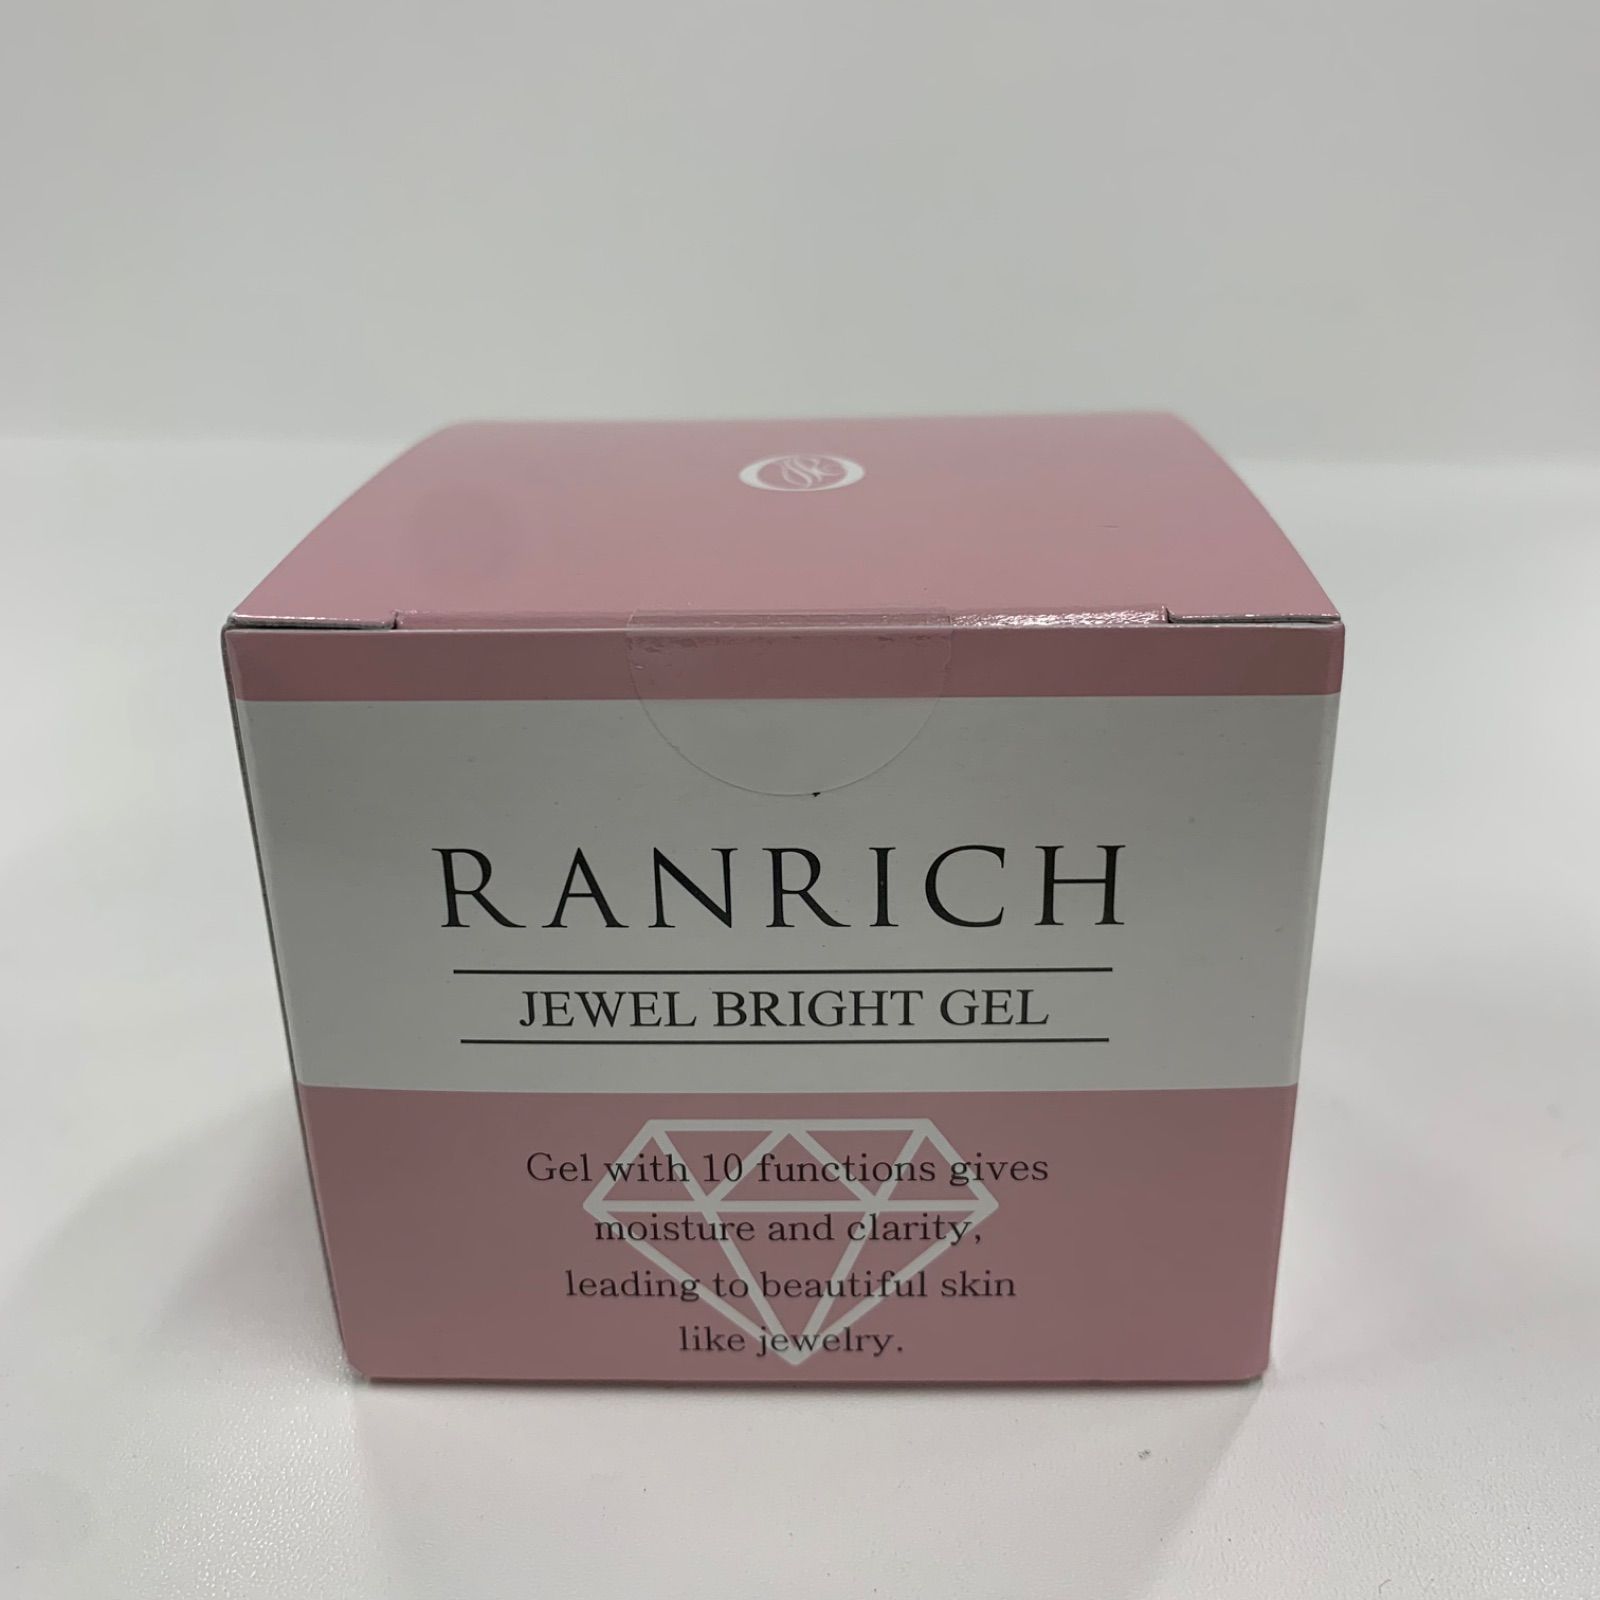 RANRICH
JEWEL BRIGHT GEL
Gel with 10 functions gives
moisture and clarity,
leading to beautiful skin
like jewelry.